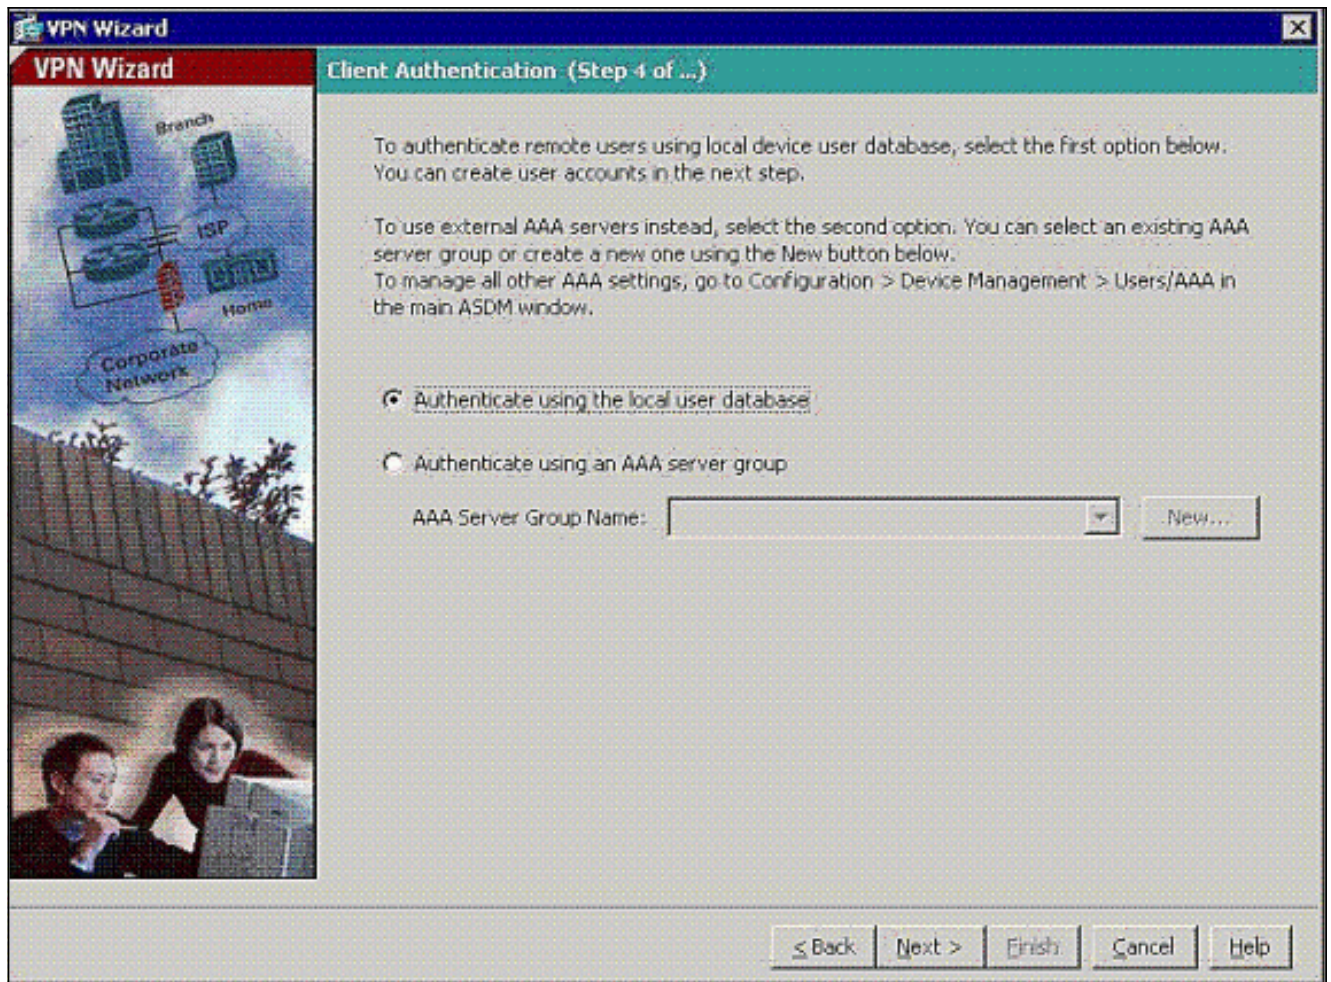 VPN Wizard
VPN Wizard
Client Authentication (Step 4 of ...)
Branch
ISP
Home
Corporate
Network
To authenticate remote users using local device user database, select the first option below.
You can create user accounts in the next step.
To use external AAA servers instead, select the second option. You can select an existing AAA
server group or create a new one using the New button below.
To manage all other AAA settings, go to Configuration > Device Management > Users/AAA in
the main ASDM window.
Authenticate using the local user database
Authenticate using an AAA server group
AAA Server Group Name:
New...
< Back
Next >
Finish
Cancel
Help